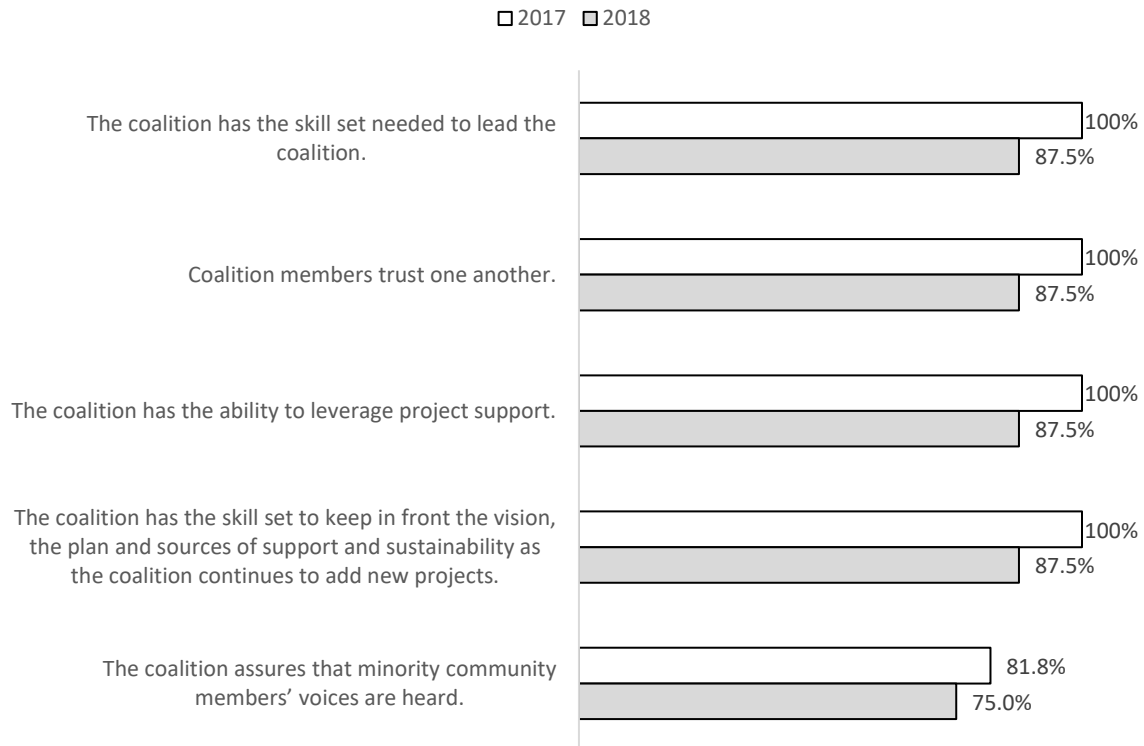 2017 2018
The coalition has the skill set needed to lead the
coalition.
100%
87.5%
Coalition members trust one another.
100%
87.5%
The coalition has the ability to leverage project support.
100%
87.5%
The coalition has the skill set to keep in front the vision,
the plan and sources of support and sustainability as
the coalition continues to add new projects.
100%
87.5%
The coalition assures that minority community
members’ voices are heard.
81.8%
75.0%